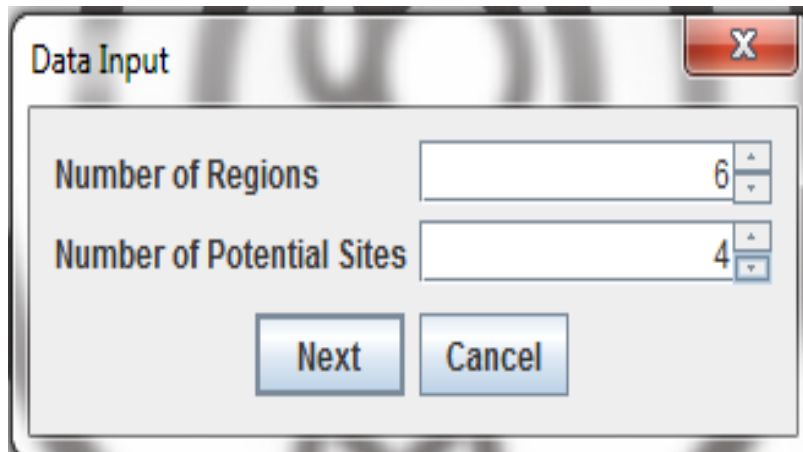 Data Input
Number of Regions 6
Number of Potential Sites 4
Next Cancel